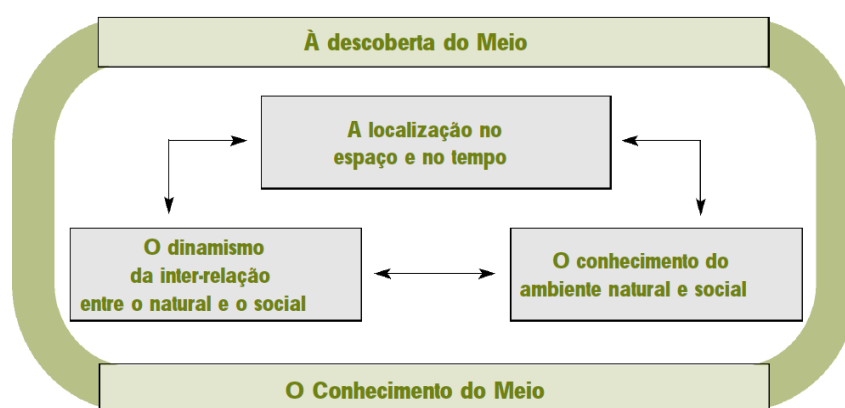 À descoberta do Meio
A localização no
espaço e no tempo
O dinamismo
da inter-relação
entre o natural e o social
O conhecimento do
ambiente natural e social
O Conhecimento do Meio